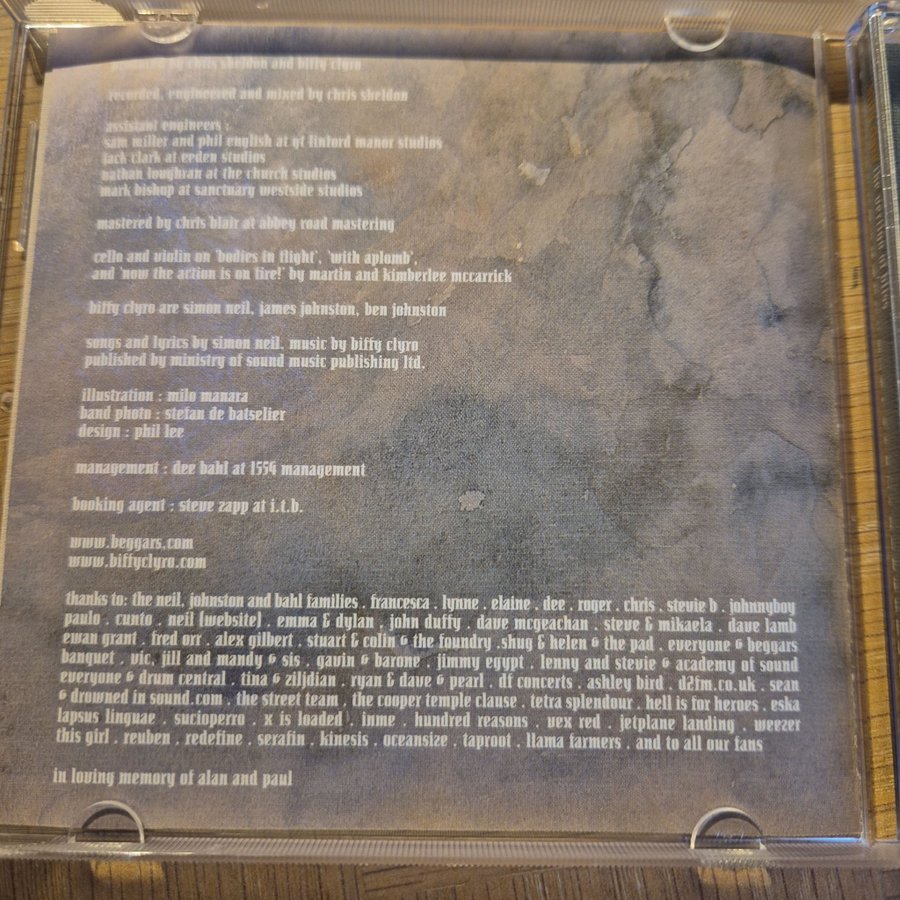 chris sheldon and biffy clyro
recorded, engineered and mixed by chris sheldon
assistant engineers :
sam miller and phil english at gt linford manor studios
jack clark at eeden studios
nathan loughran at the church studios
mark bishop at sanctuary westside studios
mastered by chris blair at abbey road mastering
cello and violin on 'bodies in flight', 'with aplomb',
and 'now the action is on fire!' by martin and kimberlee mccarrick
biffy clyro are simon neil, james johnston, ben johnston
songs and lyrics by simon neil, music by biffy clyro
published by ministry of sound music publishing ltd.
illustration : milo manara
band photo : stefan de batselier
design : phil lee
management : dee bahl at 1554 management
booking agent : steve zapp at i.t.b.
www.beggars.com
www.biffyclyro.com
thanks to: the neil, johnston and bahl families . francesca . lynne . elaine . dee . roger . chris . stevie b . johnnyboy
paulo . cunto . neil [website] . emma & dylan . john duffy . dave mcgeachan . steve & mikaela . dave lamb
ewan grant . fred orr . alex gilbert . stuart & colin & the foundry .shug & helen & the pad . everyone & beggars
banquet . vic, jill and mandy & sis . gavin & barone . jimmy egypt . lenny and stevie & academy of sound
everyone & drum central . tina & ziljdian . ryan & dave & pearl . df concerts . ashley bird . d2fm.co.uk . sean
& drowned in sound.com . the street team . the cooper temple clause . tetra splendour . hell is for heroes . eska
lapsus linguae . sucioperro . x is loaded . inme . hundred reasons . vex red . jetplane landing . weezer
this girl . reuben . redefine . serafin . kinesis . oceansize . taproot . llama farmers . and to all our fans
in loving memory of alan and paul